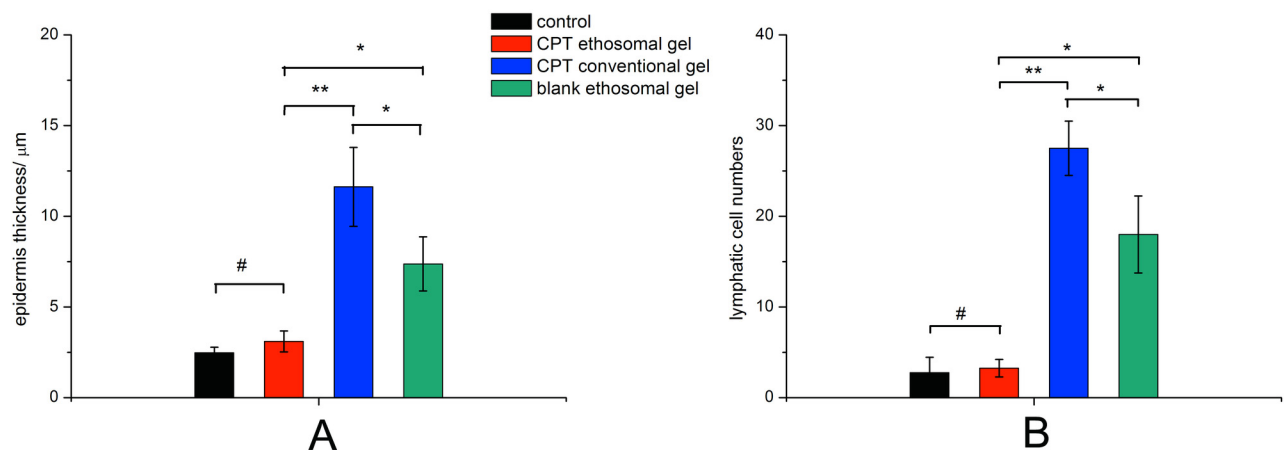 control
CPT ethosomal gel
CPT conventional gel
blank ethosomal gel
epidermis thickness/ μm
20
15
10
5
0
*
**
*
#
A
lymphatic cell numbers
40
30
20
10
0
*
**
*
#
B